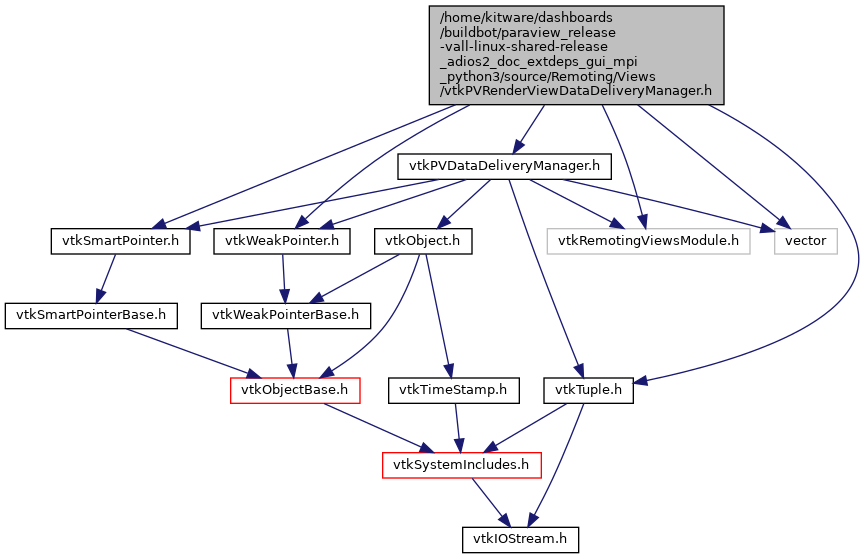 /home/kitware/dashboards
/buildbot/paraview_release
-vall-linux-shared-release
_adios2_doc_extdeps_gui_mpi
_python3/source/Remoting/Views
/vtkPVRenderViewDataDeliveryManager.h
vtkPVDataDeliveryManager.h
vtkSmartPointer.h
vtkWeakPointer.h
vtkObject.h
vtkRemotingViewsModule.h
vector
vtkSmartPointerBase.h
vtkWeakPointerBase.h
vtkObjectBase.h
vtkTimeStamp.h
vtkTuple.h
vtkSystemIncludes.h
vtkIOStream.h